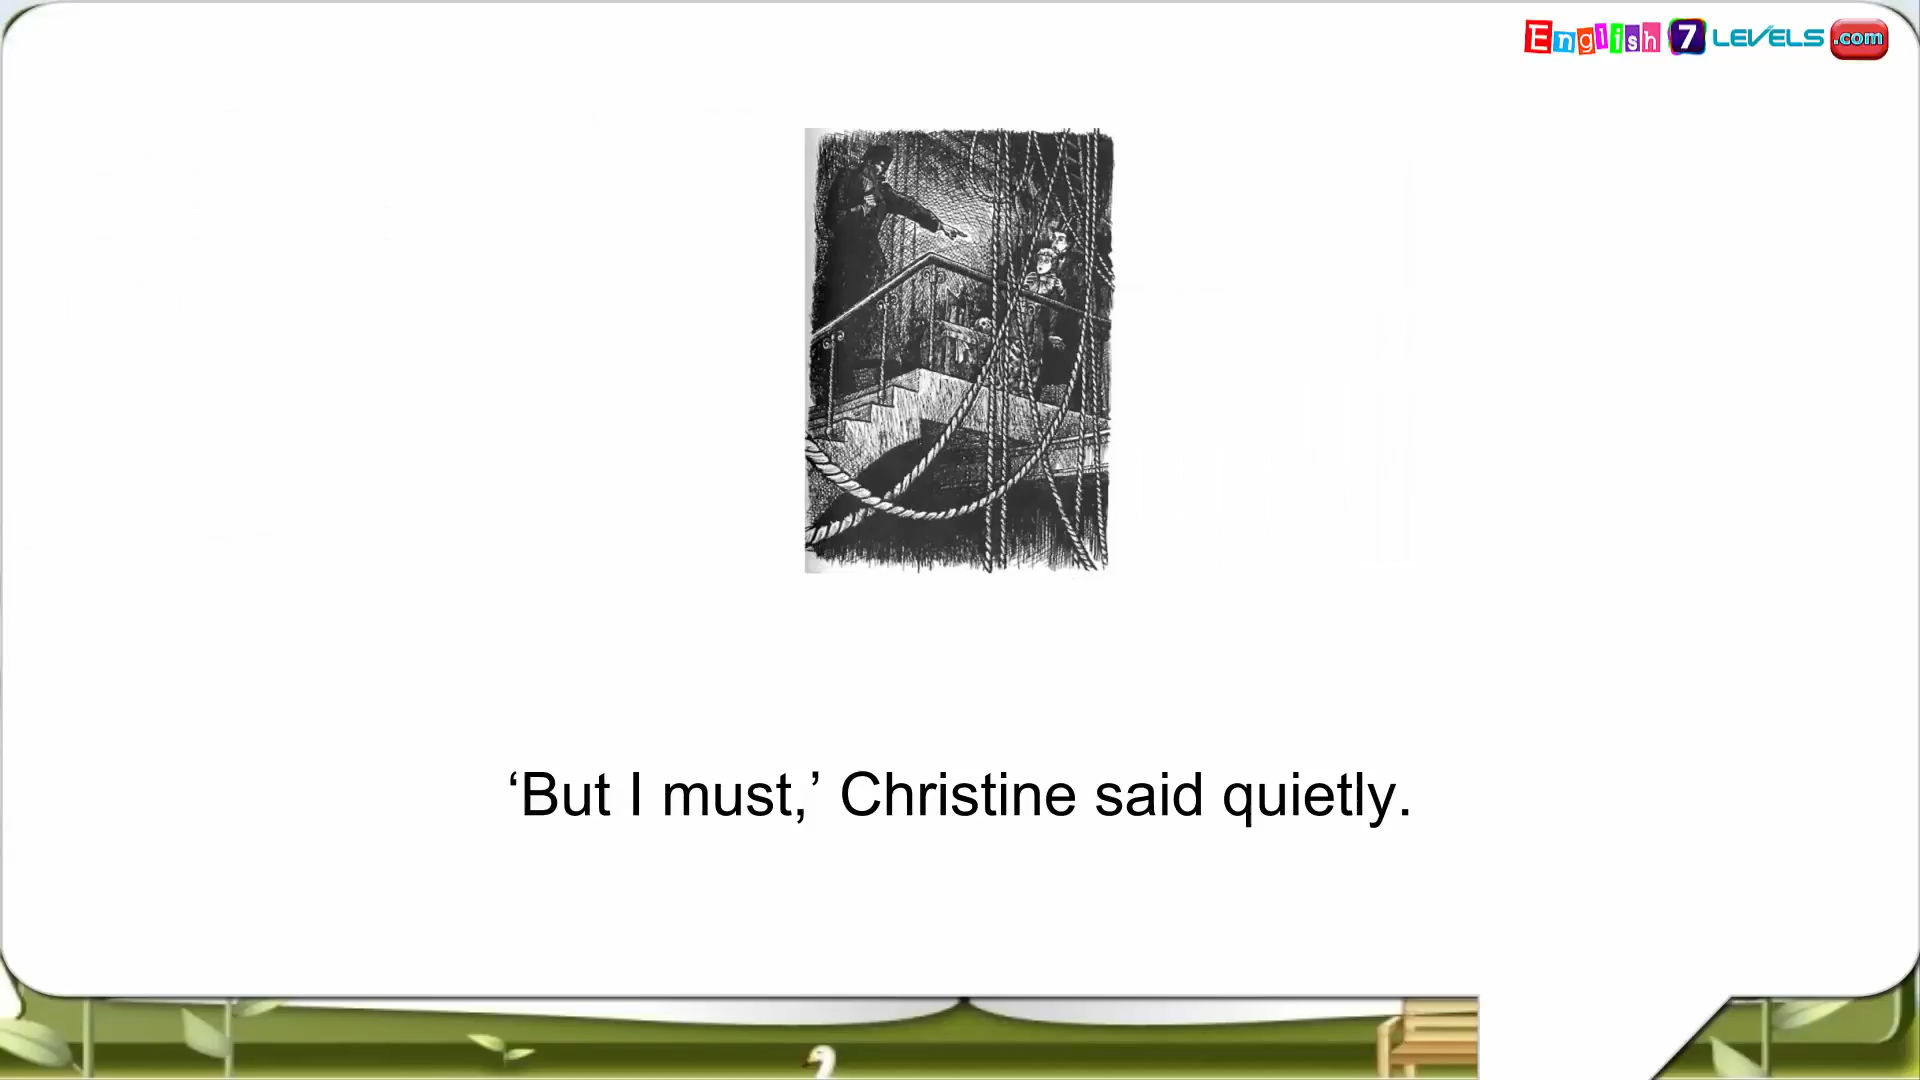 English 7 LEVELS .com
‘But I must,’ Christine said quietly.